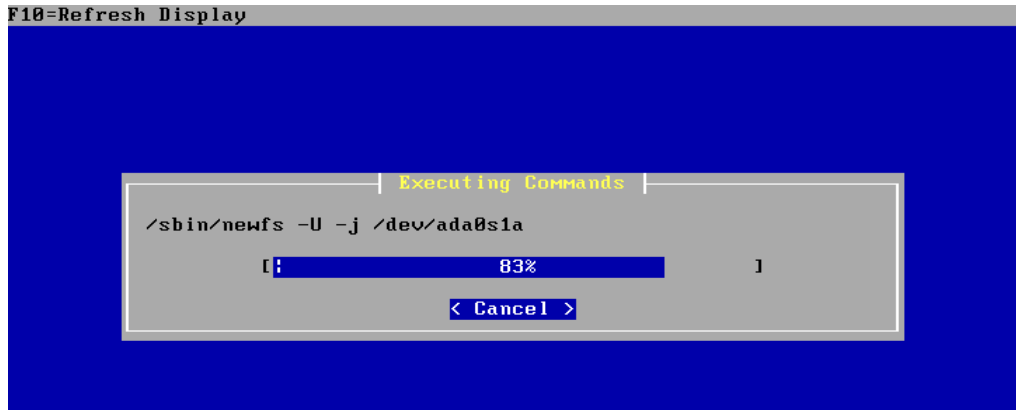 F10=Refresh Display
Executing Commands
/sbin/newfs -U -j /dev/ada0s1a
[¦ 83% ]
< Cancel >